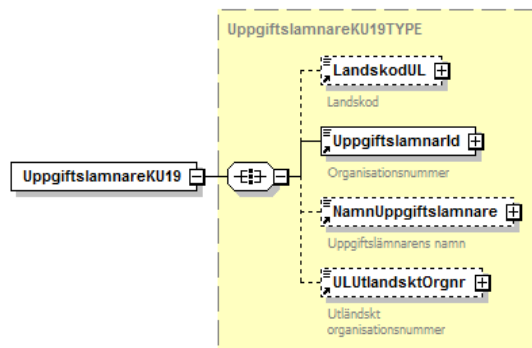 UppgiftslamnareKU19TYPE
LandskodUL
Landskod
UppgiftslamnarId
Organisationsnummer
UppgiftslamnareKU19
NamnUppgiftslamnare
Uppgiftslämnarens namn
ULUtlandsktOrgnr
Utländskt
organisationsnummer